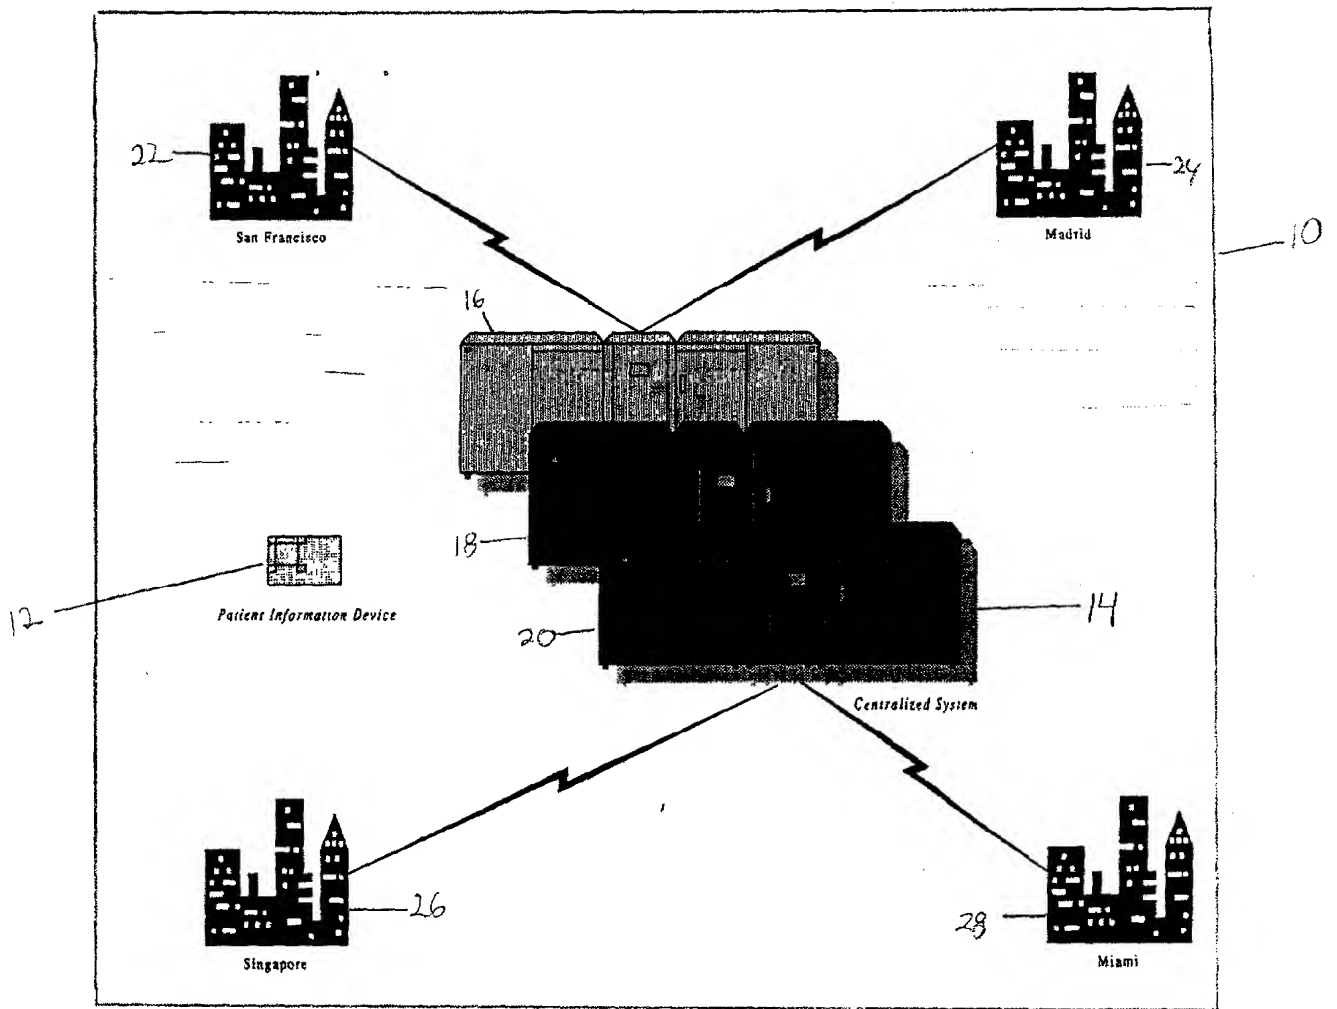 22
San Francisco
24
Madrid
10
16
18
12
Patient Information Device
20
14
Centralized System
26
Singapore
28
Miami